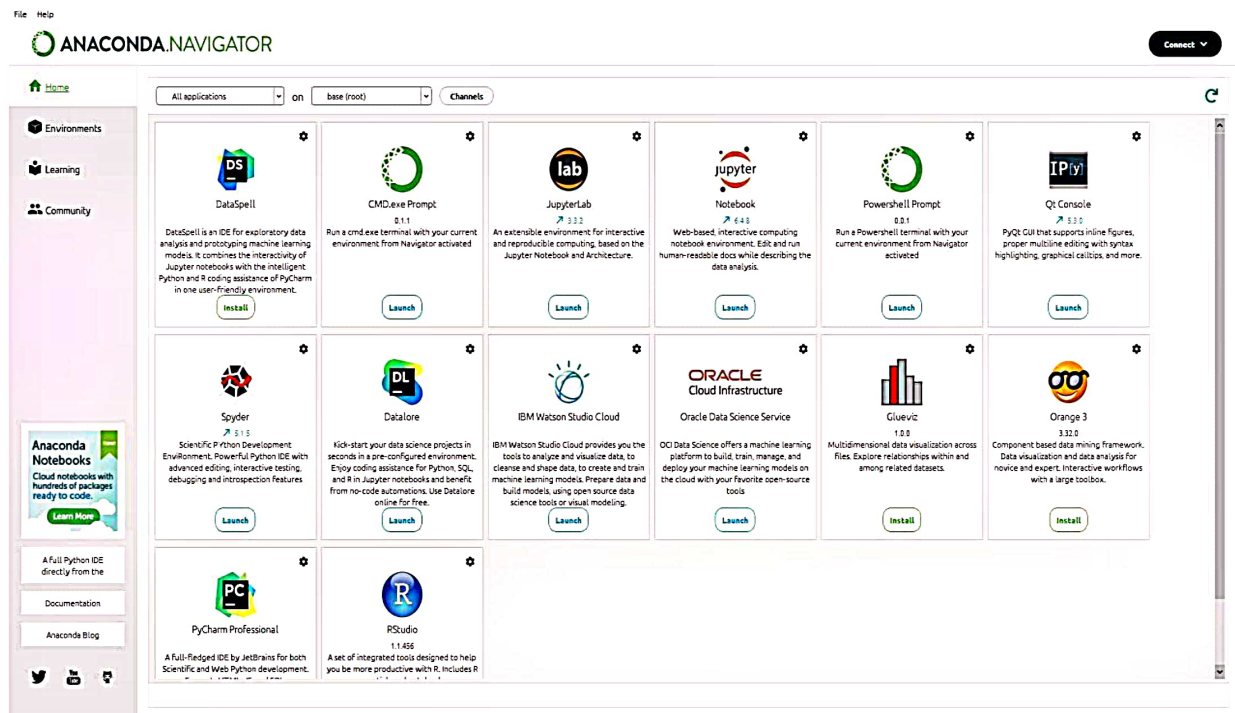 File Help
ANACONDA.NAVIGATOR
Connect
Home
Environments
Learning
Community
All applications on base (root) Channels
DS
DataSpell
DataSpell is an IDE for exploratory data
analysis and prototyping machine learning
models. It combines the interactivity of
Jupyter notebooks with the intelligent
Python and R coding assistance of PyCharm
in one user-friendly environment.
Install
CMD.exe Prompt
0.1.1
Run a cmd.exe terminal with your current
environment from Navigator activated
Launch
lab
JupyterLab
3.3.2
An extensible environment for interactive
and reproducible computing, based on the
Jupyter Notebook and Architecture.
Launch
jupyter
Notebook
6.4.8
Web-based, interactive computing
notebook environment. Edit and run
human-readable docs while describing the
data analysis.
Launch
Powershell Prompt
0.0.1
Run a Powershell terminal with your
current environment from Navigator
activated
Launch
IP[y]
Qt Console
5.3.0
PyQt GUI that supports inline figures,
proper multiline editing with syntax
highlighting, graphical calltips, and more.
Launch
Spyder
5.1.5
Scientific Python Development
EnviRonment. Powerful Python IDE with
advanced editing, interactive testing,
debugging and introspection features
Launch
DL
Datalore
Kick-start your data science projects in
seconds in a pre-configured environment.
Enjoy coding assistance for Python, SQL,
and R in Jupyter notebooks and benefit
from no-code automations. Use Datalore
online for free.
Launch
IBM Watson Studio Cloud
IBM Watson Studio Cloud provides you the
tools to analyze and visualize data, to
cleanse and shape data, to create and train
machine learning models. Prepare data and
build models, using open source data
science tools or visual modeling.
Launch
ORACLE
Cloud Infrastructure
Oracle Data Science Service
OCI Data Science offers a machine learning
platform to build, train, manage, and
deploy your machine learning models on
the cloud with your favorite open-source
tools
Launch
Glueviz
1.0.0
Multidimensional data visualization across
files. Explore relationships within and
among related datasets.
Install
Orange 3
3.32.0
Component based data mining framework.
Data visualization and data analysis for
novice and expert. Interactive workflows
with a large toolbox.
Install
PC
PyCharm Professional
A full-fledged IDE by JetBrains for both
Scientific and Web Python development.
R
RStudio
1.1.456
A set of integrated tools designed to help
you be more productive with R. Includes R
Anaconda
Notebooks
Cloud notebooks with
hundreds of packages
ready to code.
Learn More
A full Python IDE
directly from the
Documentation
Anaconda Blog
You
Tube